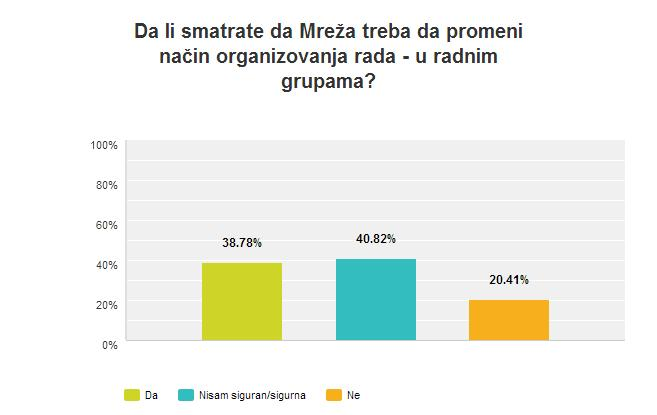 Da li smatrate da Mreža treba da promeni
način organizovanja rada - u radnim
grupama?
100%
80%
60%
40%
20%
0%
38.78%
40.82%
20.41%
Da
Nisam siguran/sigurna
Ne